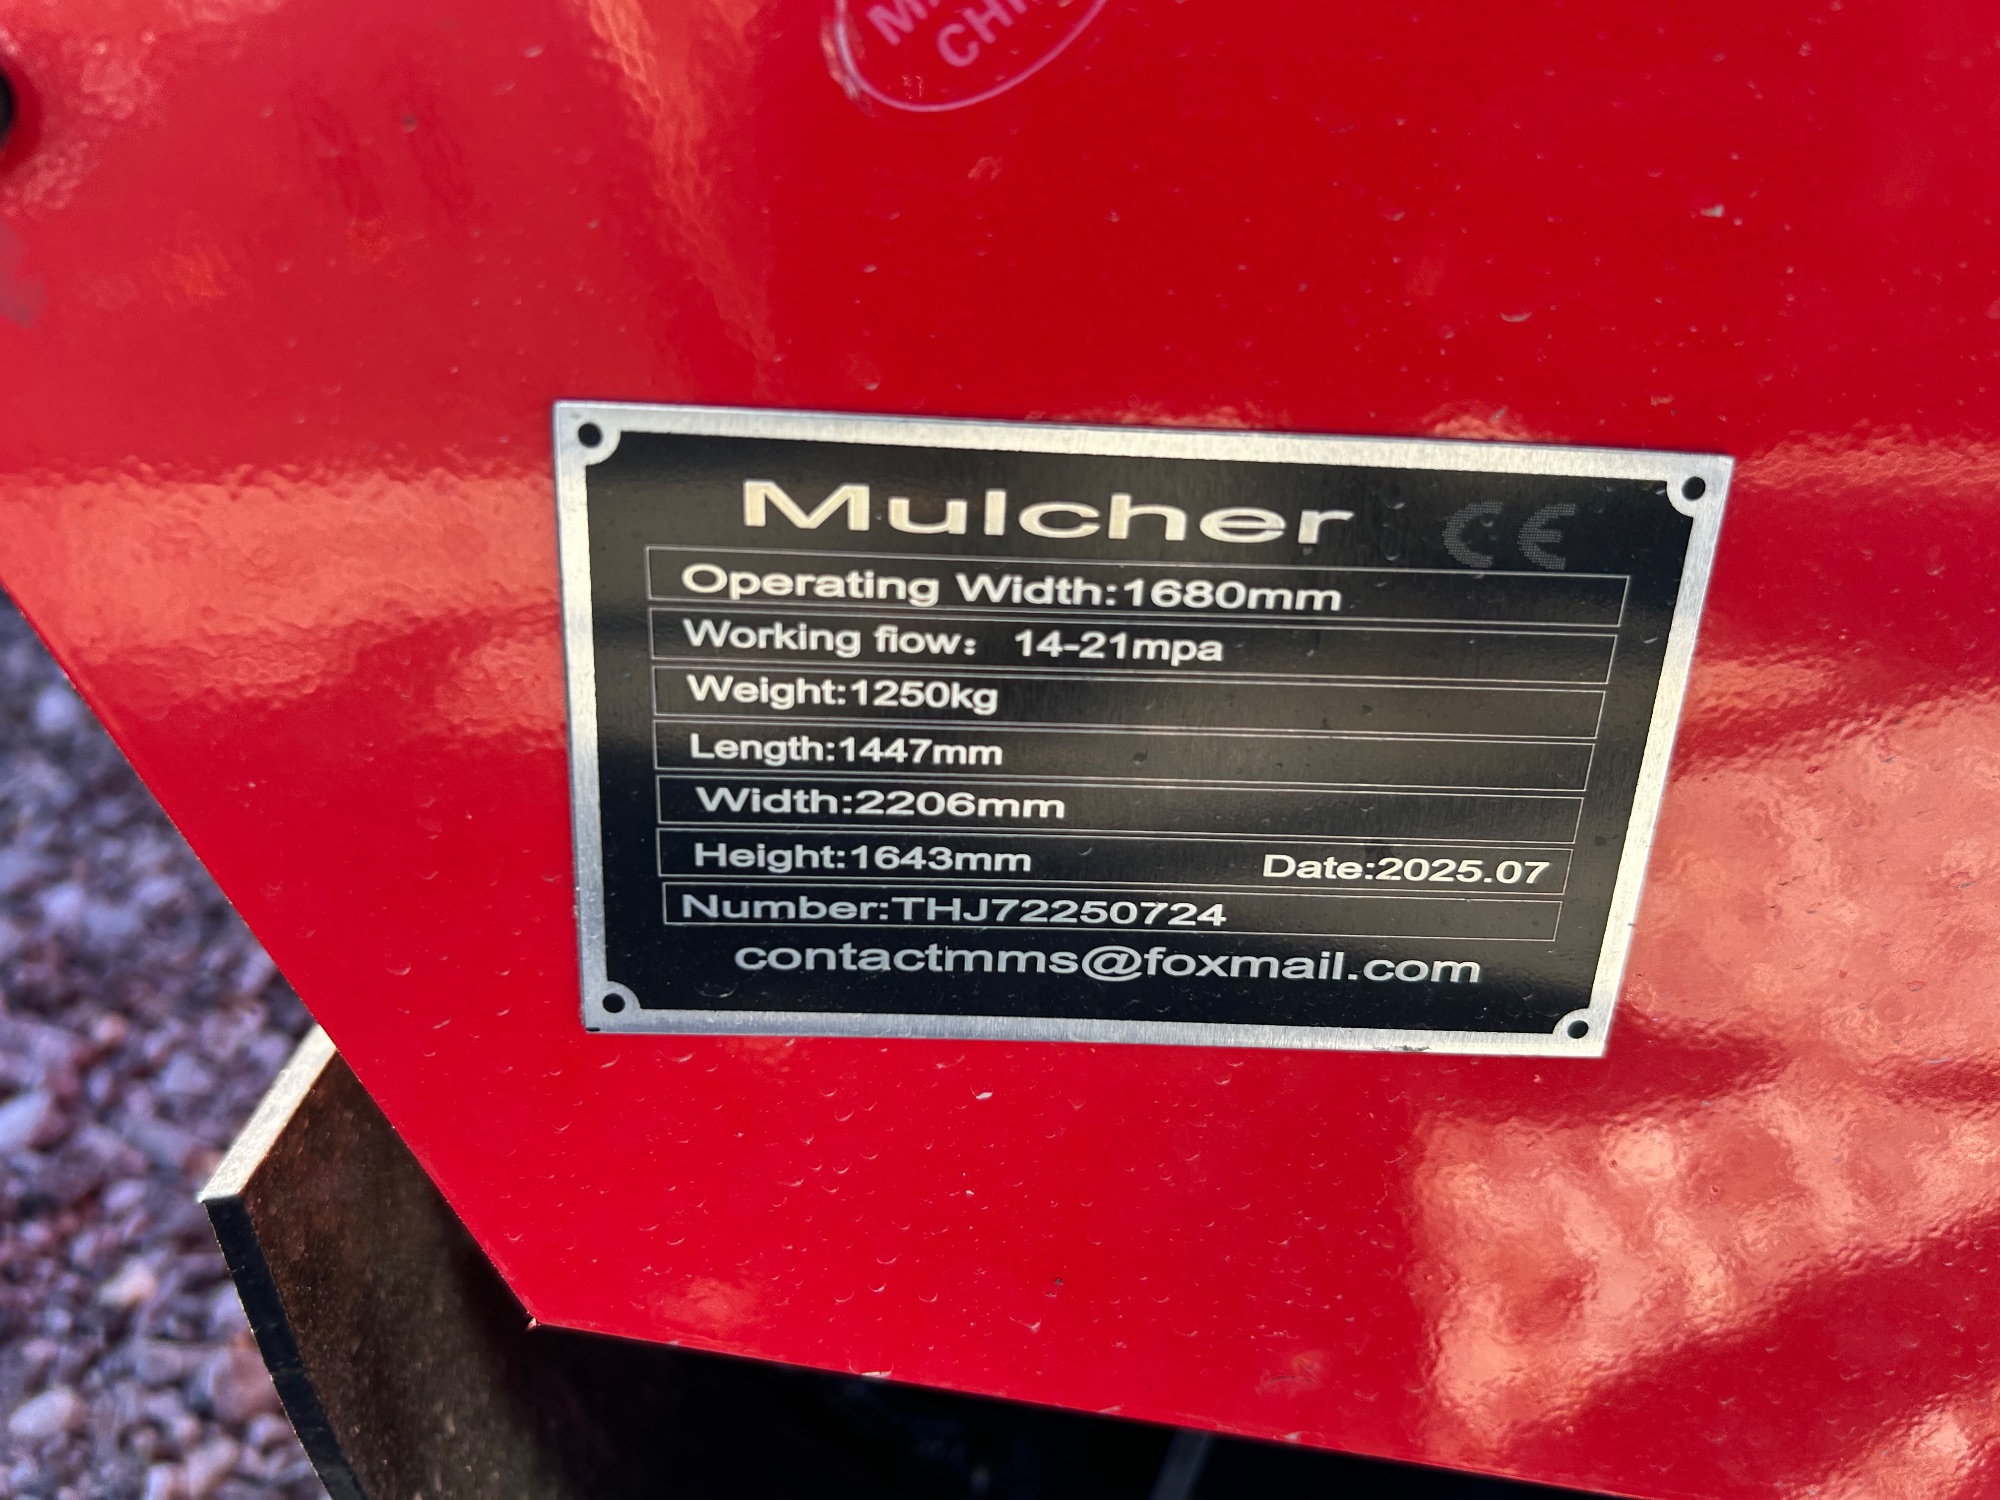 Mulcher CE
Operating Width:1680mm
Working fiow: 14-21mpa
Weight:1250kg
Length:1447mm
Width:2206mm
Height:1643mm Date:2025.07
Number:THJ72250724
contactmms@foxmail.com